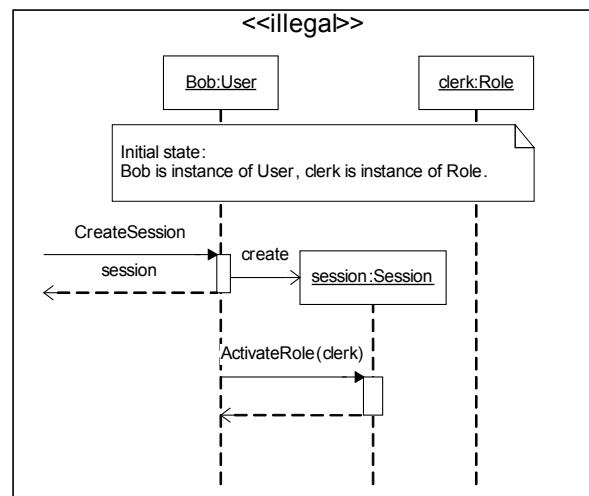 <<illegal>>
Bob:User
clerk:Role
Initial state:
Bob is instance of User, clerk is instance of Role.
CreateSession
create
session
session:Session
ActivateRole(clerk)